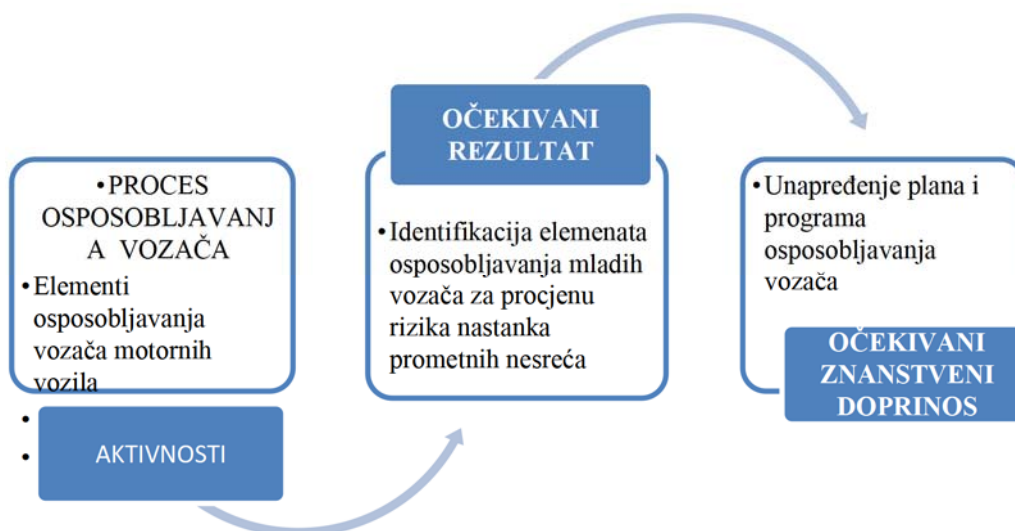 •PROCES
OSPOSOBLJAVANJ
A VOZAČA
•Elementi
osposobljavanja
vozača motornih
vozila
•
•
AKTIVNOSTI
OČEKIVANI
REZULTAT
•Identifikacija elemenata
osposobljavanja mladih
vozača za procjenu
rizika nastanka
prometnih nesreća
•Unapređenje plana i
programa
osposobljavanja
vozača
OČEKIVANI
ZNANSTVENI
DOPRINOS